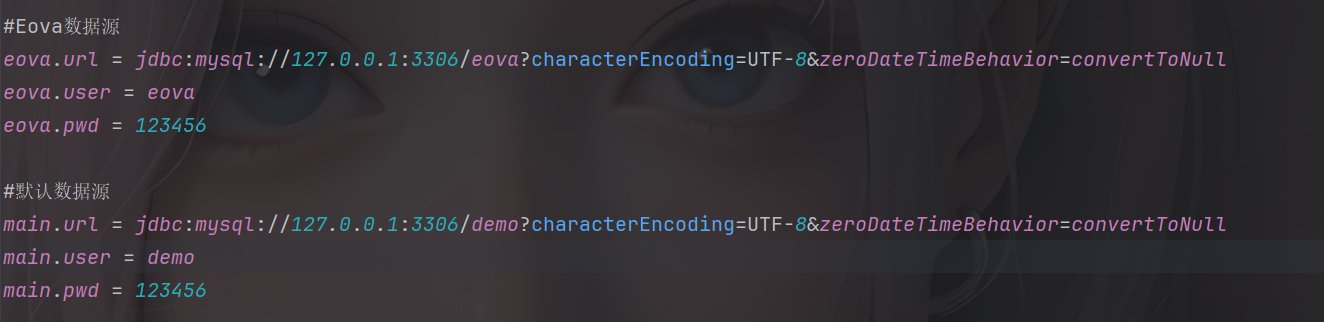 #Eova数据源
eova.url = jdbc:mysql://127.0.0.1:3306/eova?characterEncoding=UTF-8&zeroDateTimeBehavior=convertToNull
eova.user = eova
eova.pwd = 123456
#默认数据源
main.url = jdbc:mysql://127.0.0.1:3306/demo?characterEncoding=UTF-8&zeroDateTimeBehavior=convertToNull
main.user = demo
main.pwd = 123456